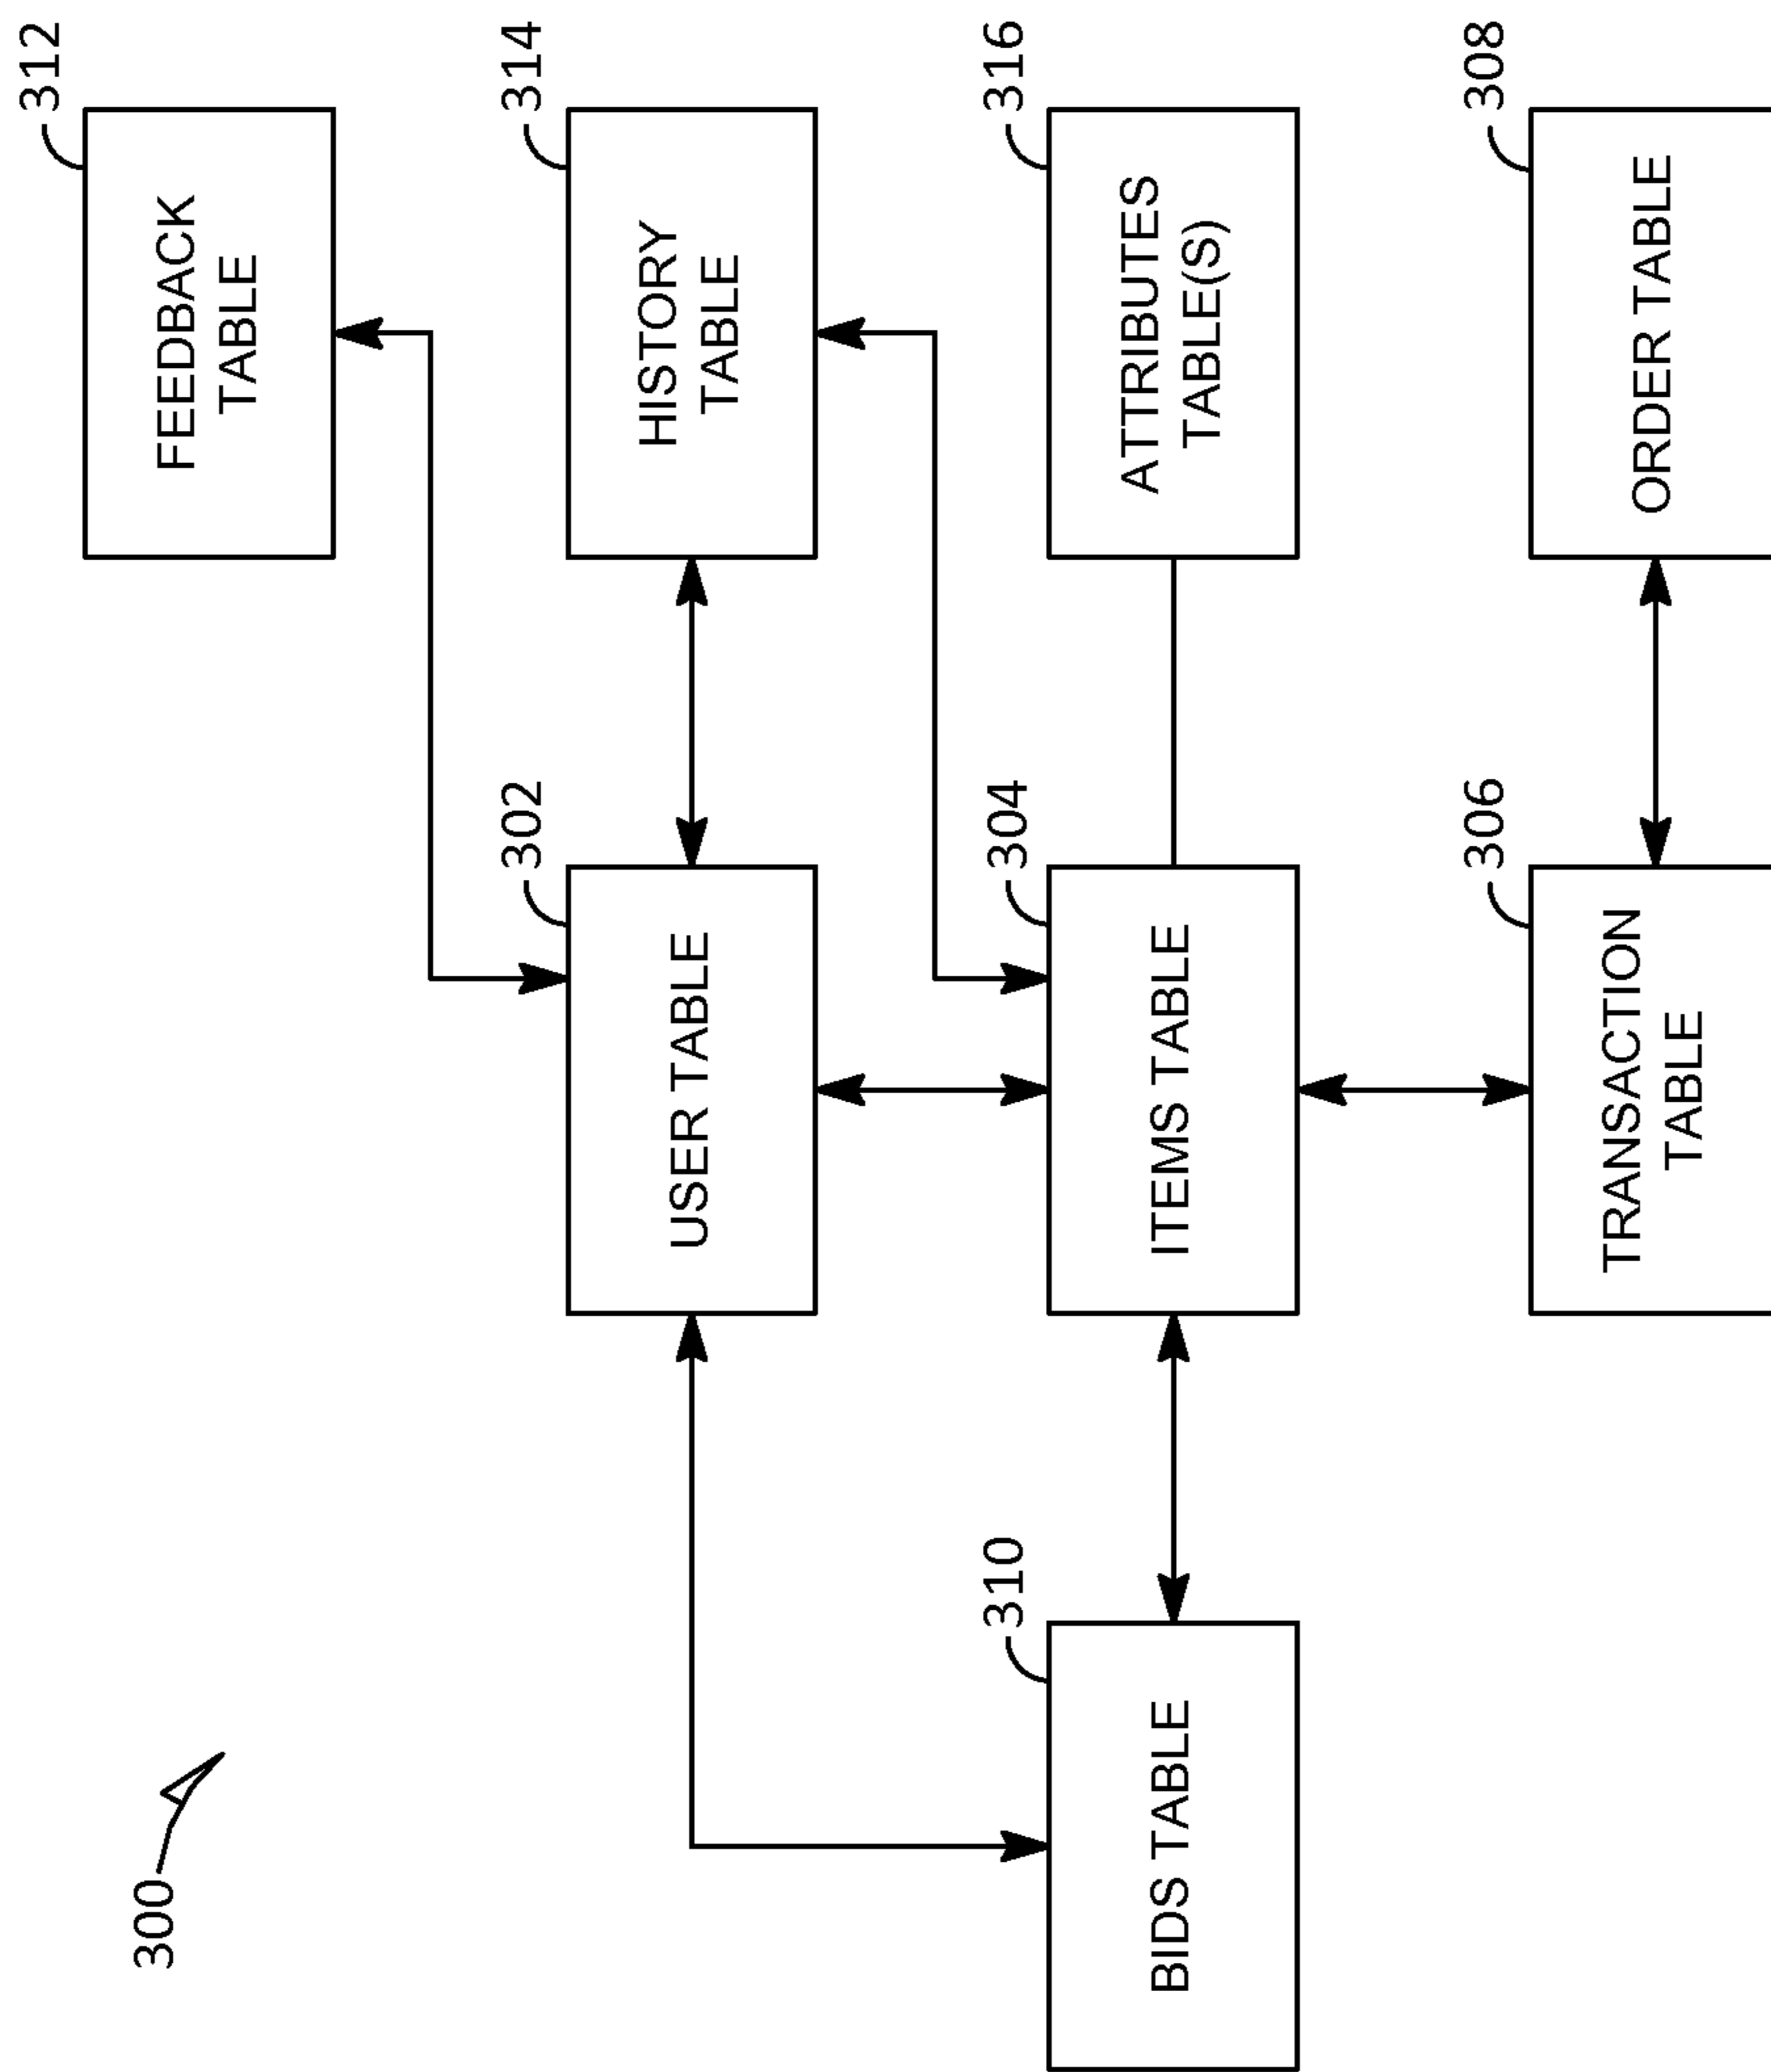 300
312
FEEDBACK
TABLE
302
USER TABLE
314
HISTORY
TABLE
310
BIDS TABLE
304
ITEMS TABLE
316
ATTRIBUTES
TABLE(S)
306
TRANSACTION
TABLE
308
ORDER TABLE